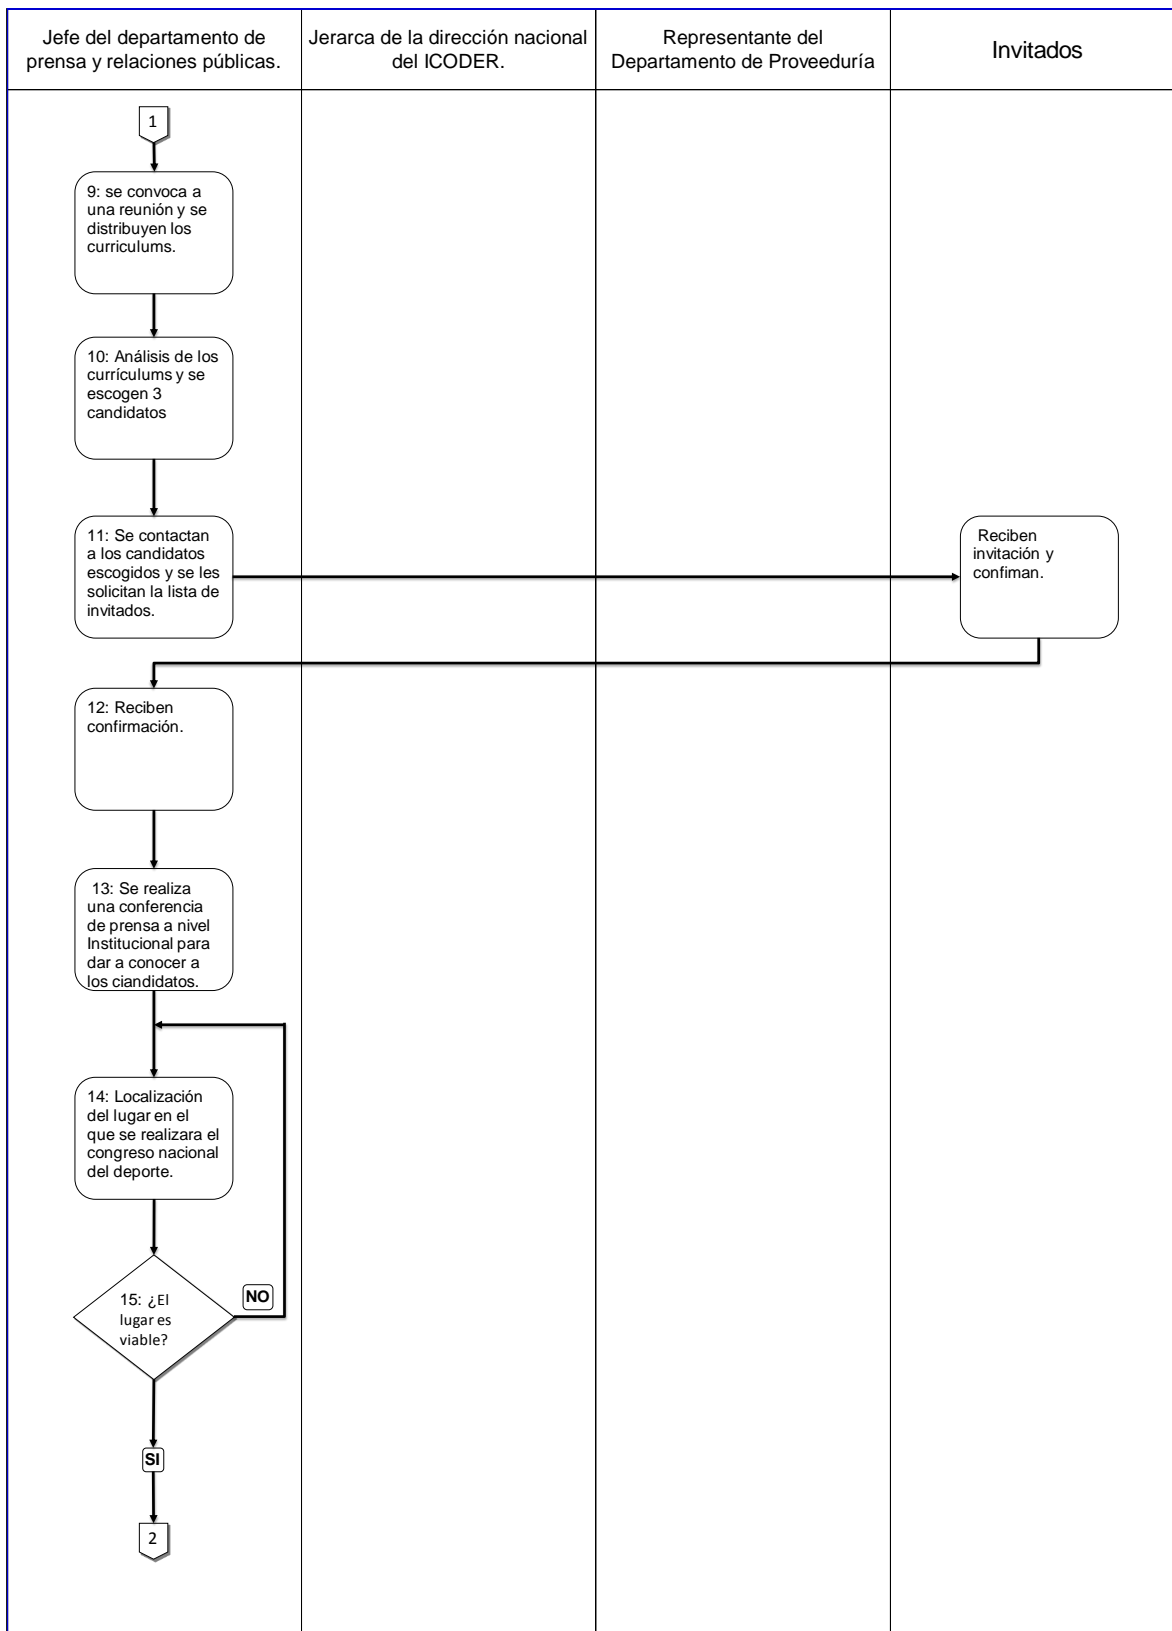 Jefe del departamento de
prensa y relaciones públicas.
Jerarca de la dirección nacional
del ICODER.
Representante del
Departamento de Proveeduría
Invitados
1
9: se convoca a
una reunión y se
distribuyen los
curriculums.
10: Análisis de los
currículums y se
escogen 3
candidatos
11: Se contactan
a los candidatos
escogidos y se les
solicitan la lista de
invitados.
Reciben
invitación y
confiman.
12: Reciben
confirmación.
13: Se realiza
una conferencia
de prensa a nivel
Institucional para
dar a conocer a
los ciandidatos.
14: Localización
del lugar en el
que se realizara el
congreso nacional
del deporte.
15: ¿El
lugar es
viable?
NO
SI
2